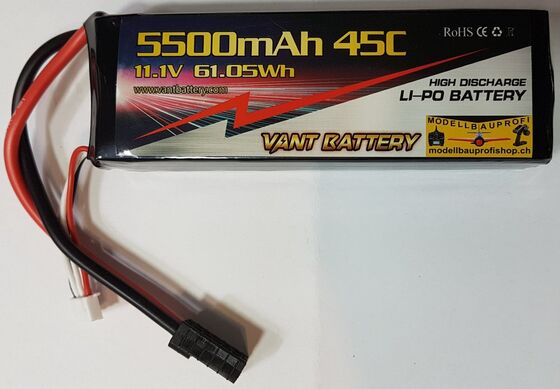 5500mAh 45C
RoHS CE
11.1V 61.05Wh
www.vantbattery.com
HIGH DISCHARGE
LI-PO BATTERY
VANT BATTERY
MODELLBAUPROFI
modellbauprofishop.ch